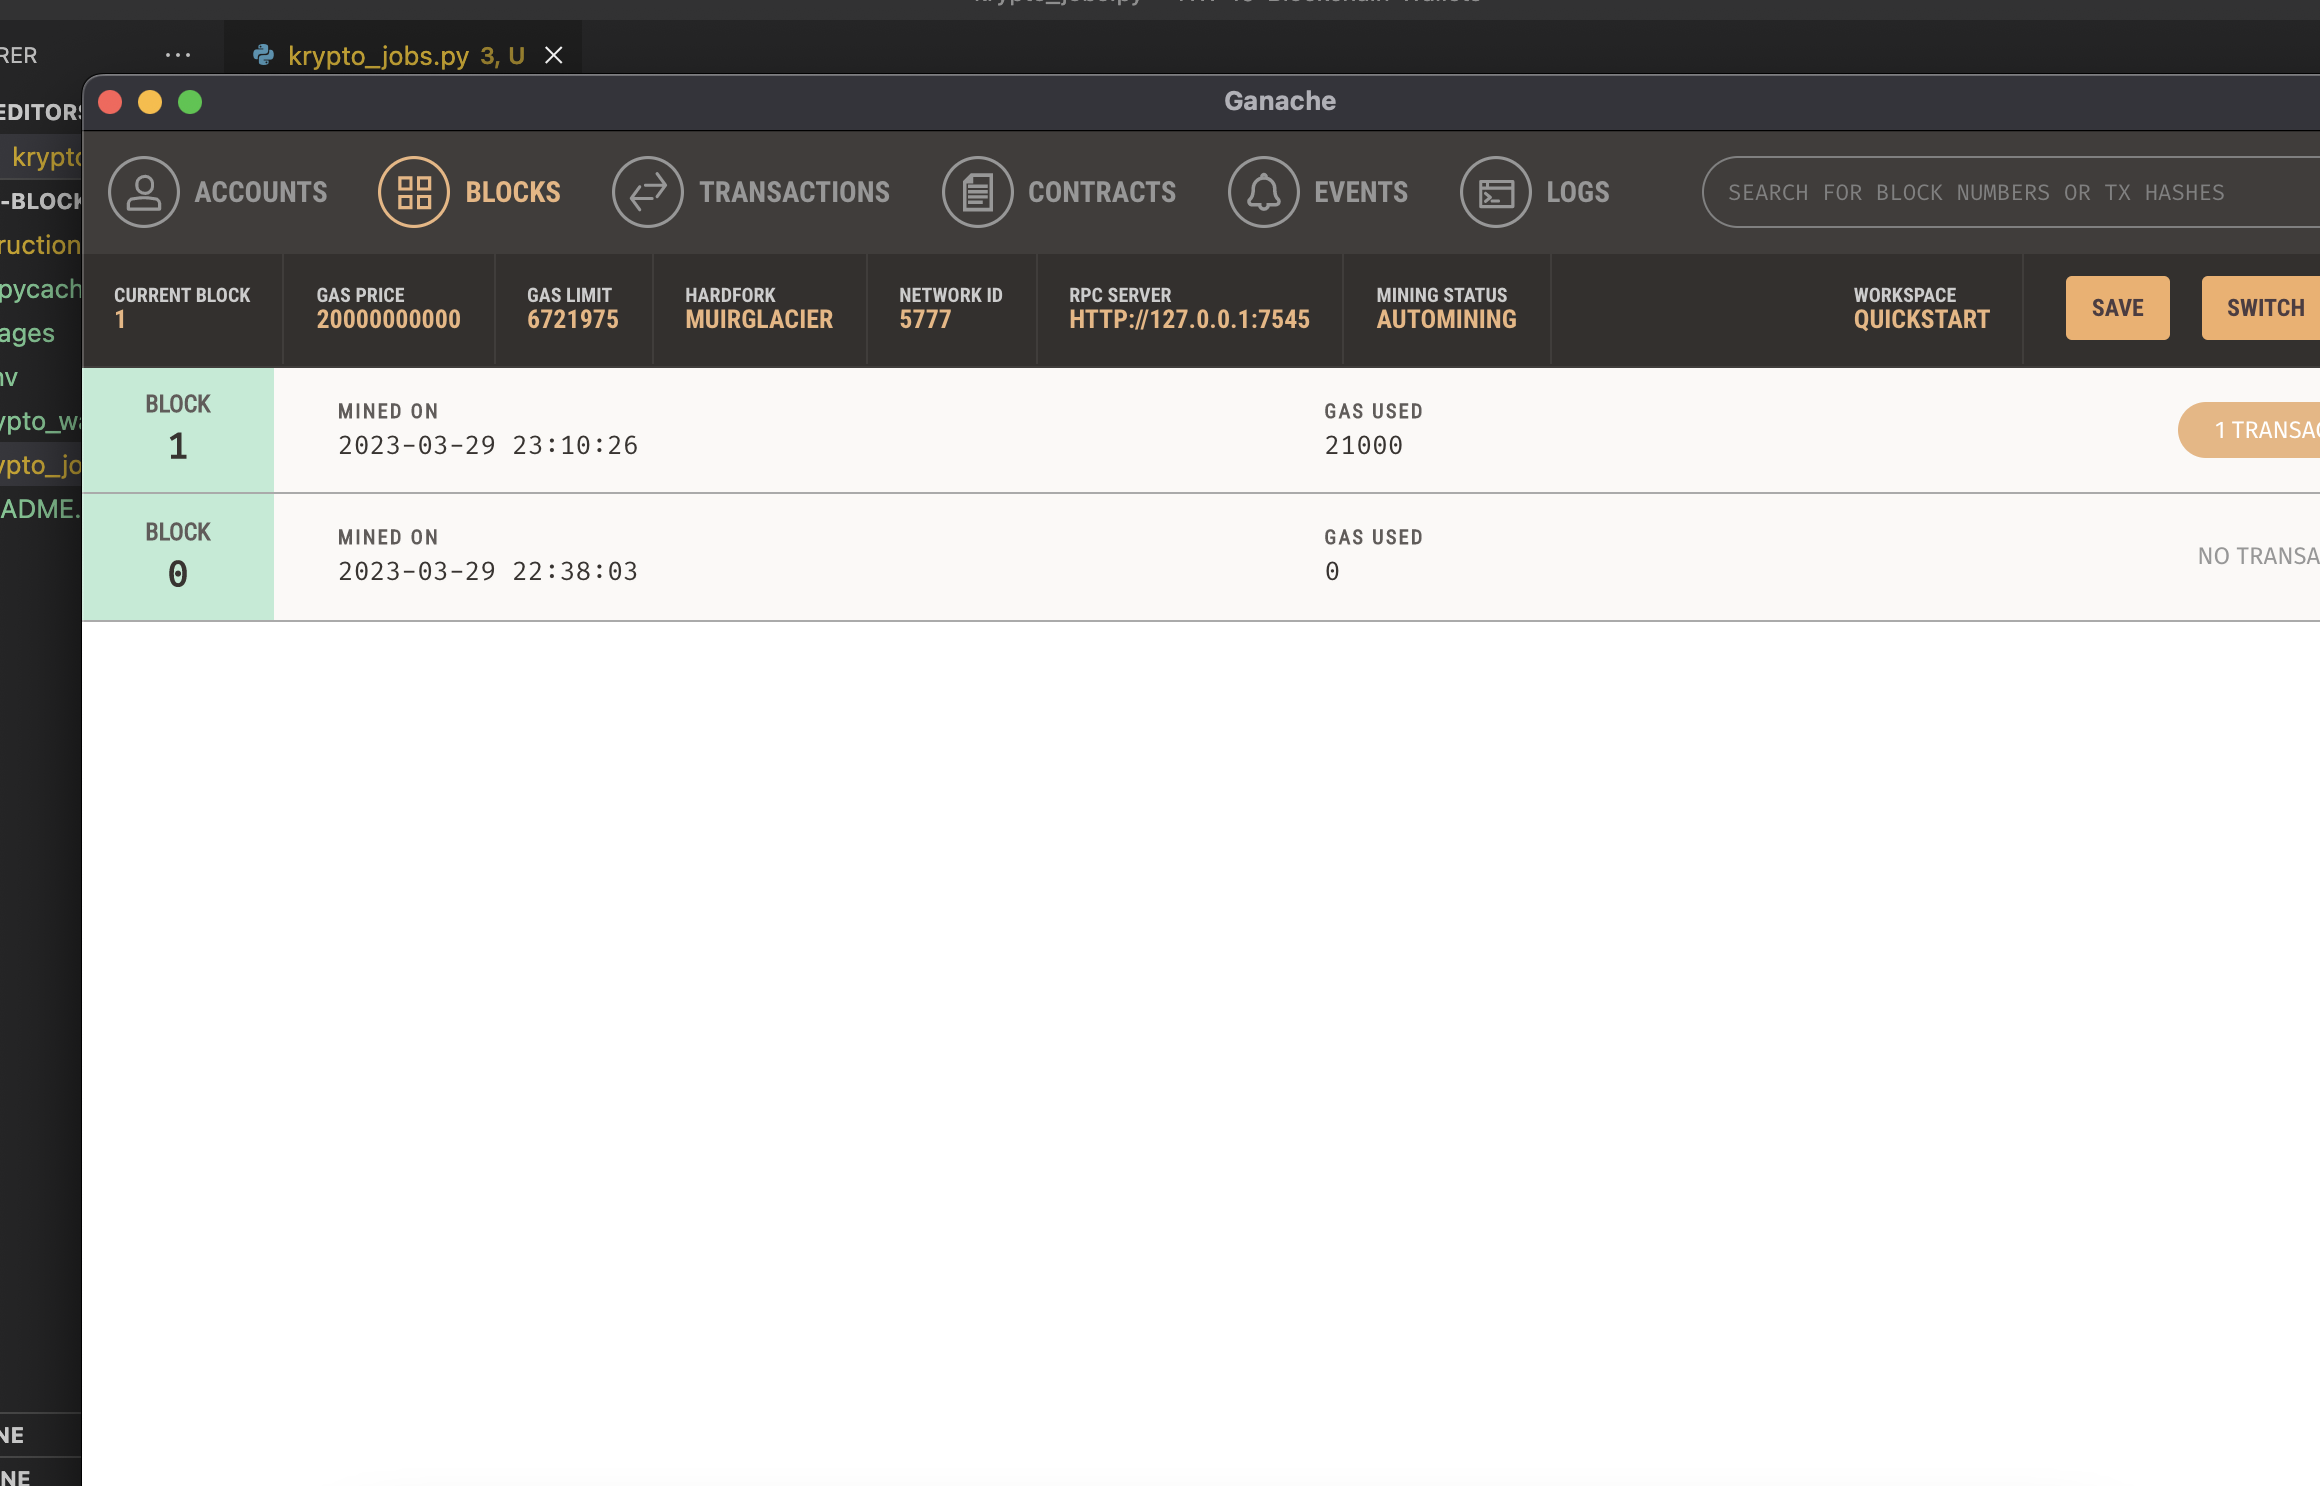 krypto_jobs.py 3, U
Ganache
ACCOUNTS BLOCKS TRANSACTIONS CONTRACTS EVENTS LOGS SEARCH FOR BLOCK NUMBERS OR TX HASHES
CURRENT BLOCK
1
GAS PRICE
20000000000
GAS LIMIT
6721975
HARDFORK
MUIRGLACIER
NETWORK ID
5777
RPC SERVER
HTTP://127.0.0.1:7545
MINING STATUS
AUTOMINING
WORKSPACE
QUICKSTART
SAVE
SWITCH
BLOCK
1
MINED ON
2023-03-29 23:10:26
GAS USED
21000
1 TRANSAC
BLOCK
0
MINED ON
2023-03-29 22:38:03
GAS USED
0
NO TRANSA
RER
EDITORS
krypto
-BLOCK
ruction
pycach
ages
nv
ypto_wa
ypto_jo
ADME.
NE
NE